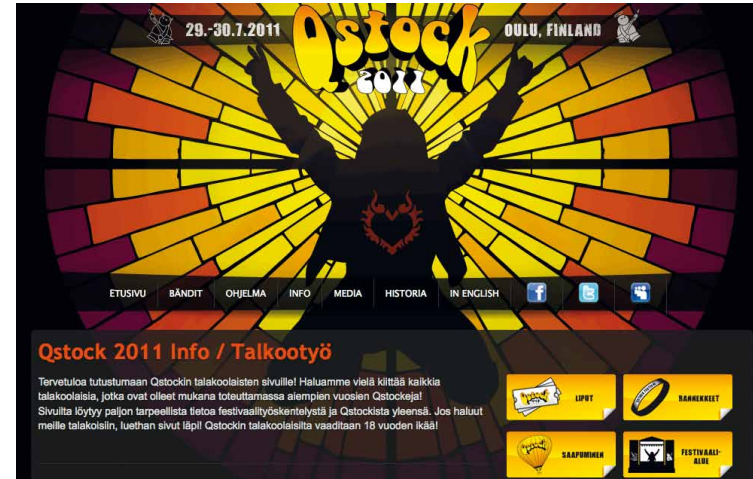 29.-30.7.2011
Qstock
2011
OULU, FINLAND
ETUSIVU BÄNDIT OHJELMA INFO MEDIA HISTORIA IN ENGLISH
Qstock 2011 Info / Talkootyö
Tervetuloa tutustumaan Qstockin talakoolaisten sivuille! Haluamme vielä kiittää kaikkia
talakoolaisia, jotka ovat olleet mukana toteuttamassa aiempien vuosien Qstockeja!
Sivuilta löytyy paljon tarpeellista tietoa festivaalityöskentelystä ja Qstockista yleensä. Jos haluut
meille talakoisiin, luethan sivut läpi! Qstockin talakoolaisilta vaaditaan 18 vuoden ikää!
LIPUT
RANNEKKEET
SAAPUMINEN
FESTIVAALI-
ALUE